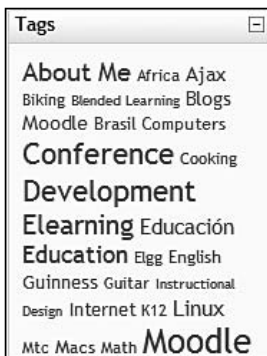 Tags
About Me Africa Ajax
Biking Blended Learning Blogs
Moodle Brasil Computers
Conference Cooking
Development
Elearning Educación
Education Elgg English
Guinness Guitar Instructional
Design Internet K12 Linux
Mtc Macs Math Moodle